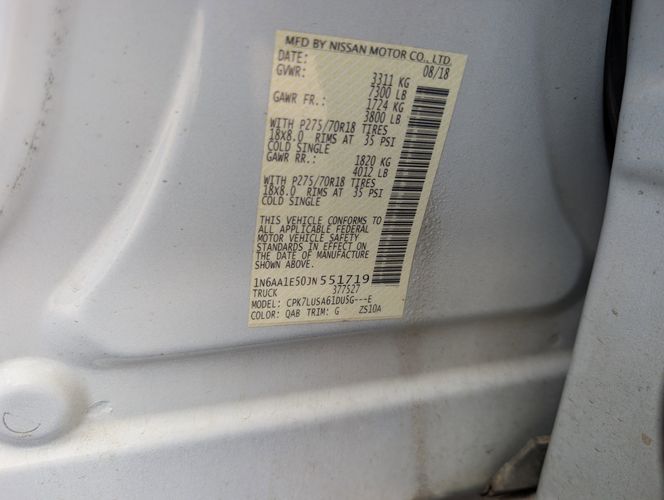 MFD BY NISSAN MOTOR CO., LTD.
DATE: 08/18
GVWR: 3311 KG
7300 LB
GAWR FR.: 1724 KG
3800 LB
WITH P275/70R18 TIRES
18X8.0 RIMS AT 35 PSI
COLD SINGLE
GAWR RR.: 1820 KG
4012 LB
WITH P275/70R18 TIRES
18X8.0 RIMS AT 35 PSI
COLD SINGLE
THIS VEHICLE CONFORMS TO
ALL APPLICABLE FEDERAL
MOTOR VEHICLE SAFETY
STANDARDS IN EFFECT ON
THE DATE OF MANUFACTURE
SHOWN ABOVE.
1N6AA1E50JN551719
TRUCK 377527
MODEL: CPK7LUSA61DUSG---E
COLOR: QAB TRIM: G ZS10A